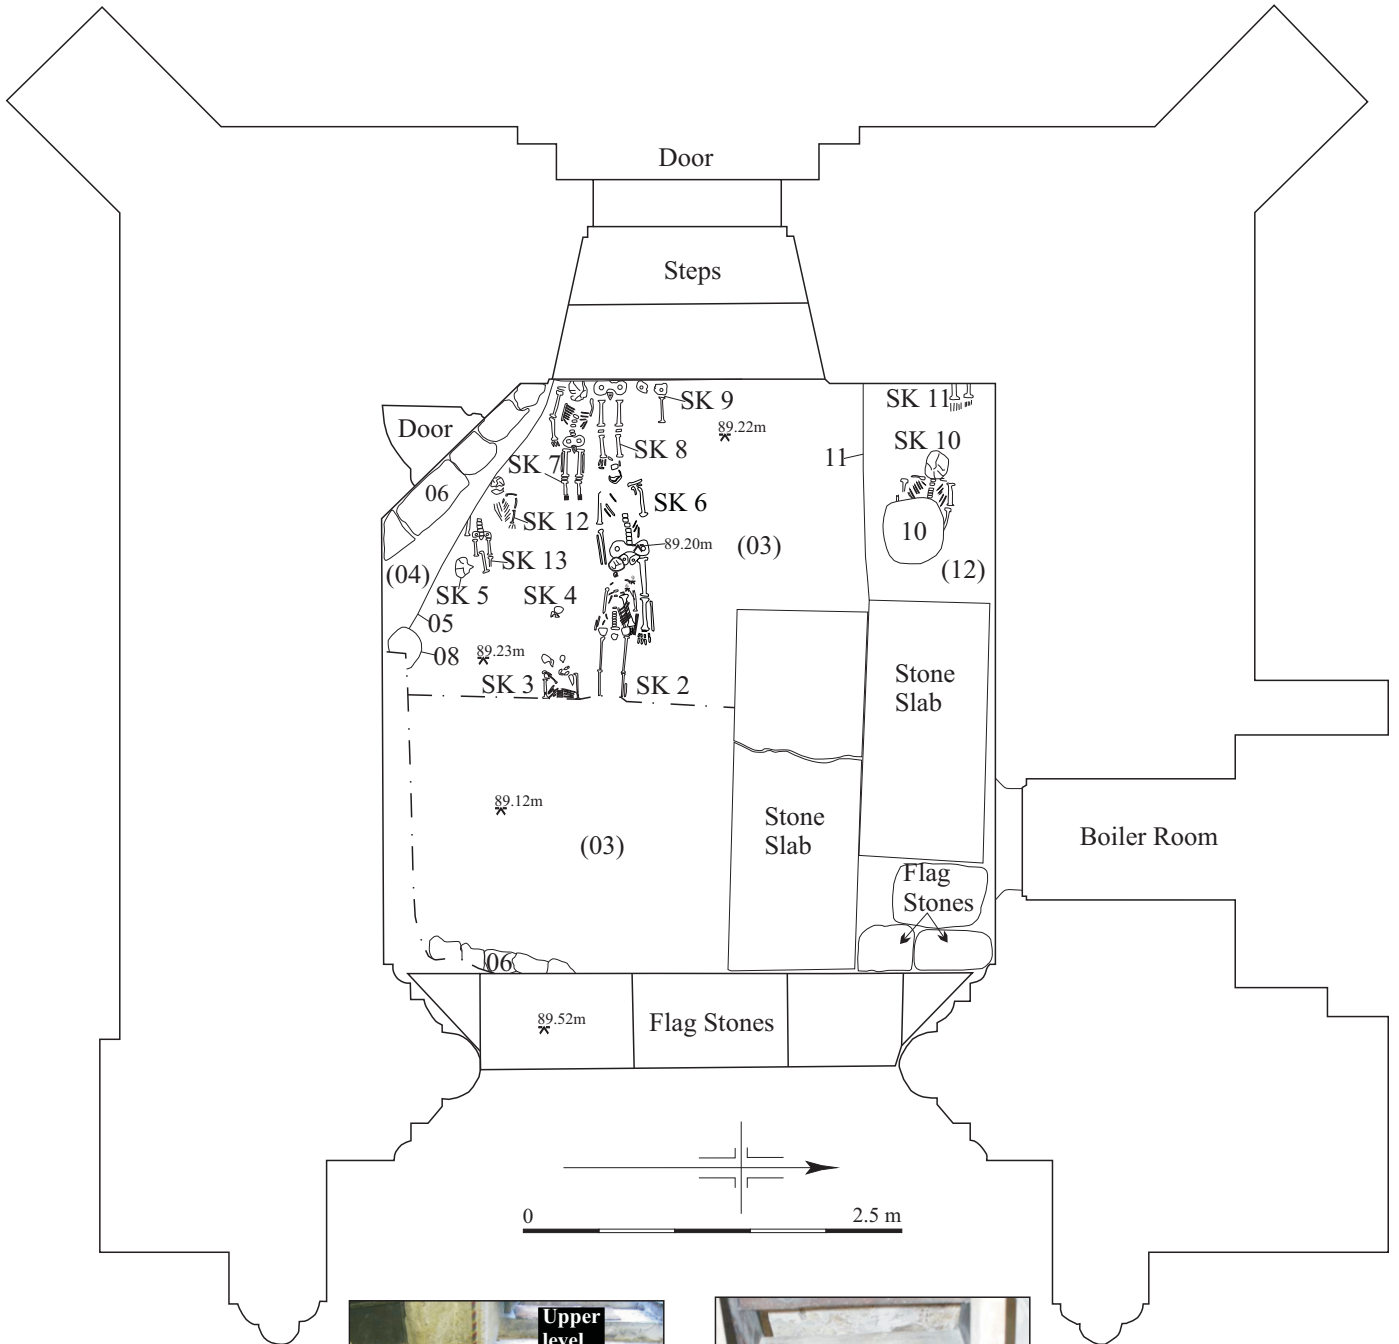 Door
Steps
SK 9
SK 11
89.22m
Door
SK 10
SK 8
11
SK 7
06
SK 6
SK 12
10
89.20m
(03)
SK 13
(12)
(04)
SK 5
SK 4
05
08
89.23m
SK 3
SK 2
Stone
Slab
89.12m
Stone
Slab
(03)
Boiler Room
Flag
Stones
06
89.52m
Flag Stones
0
2.5 m
Upper
level